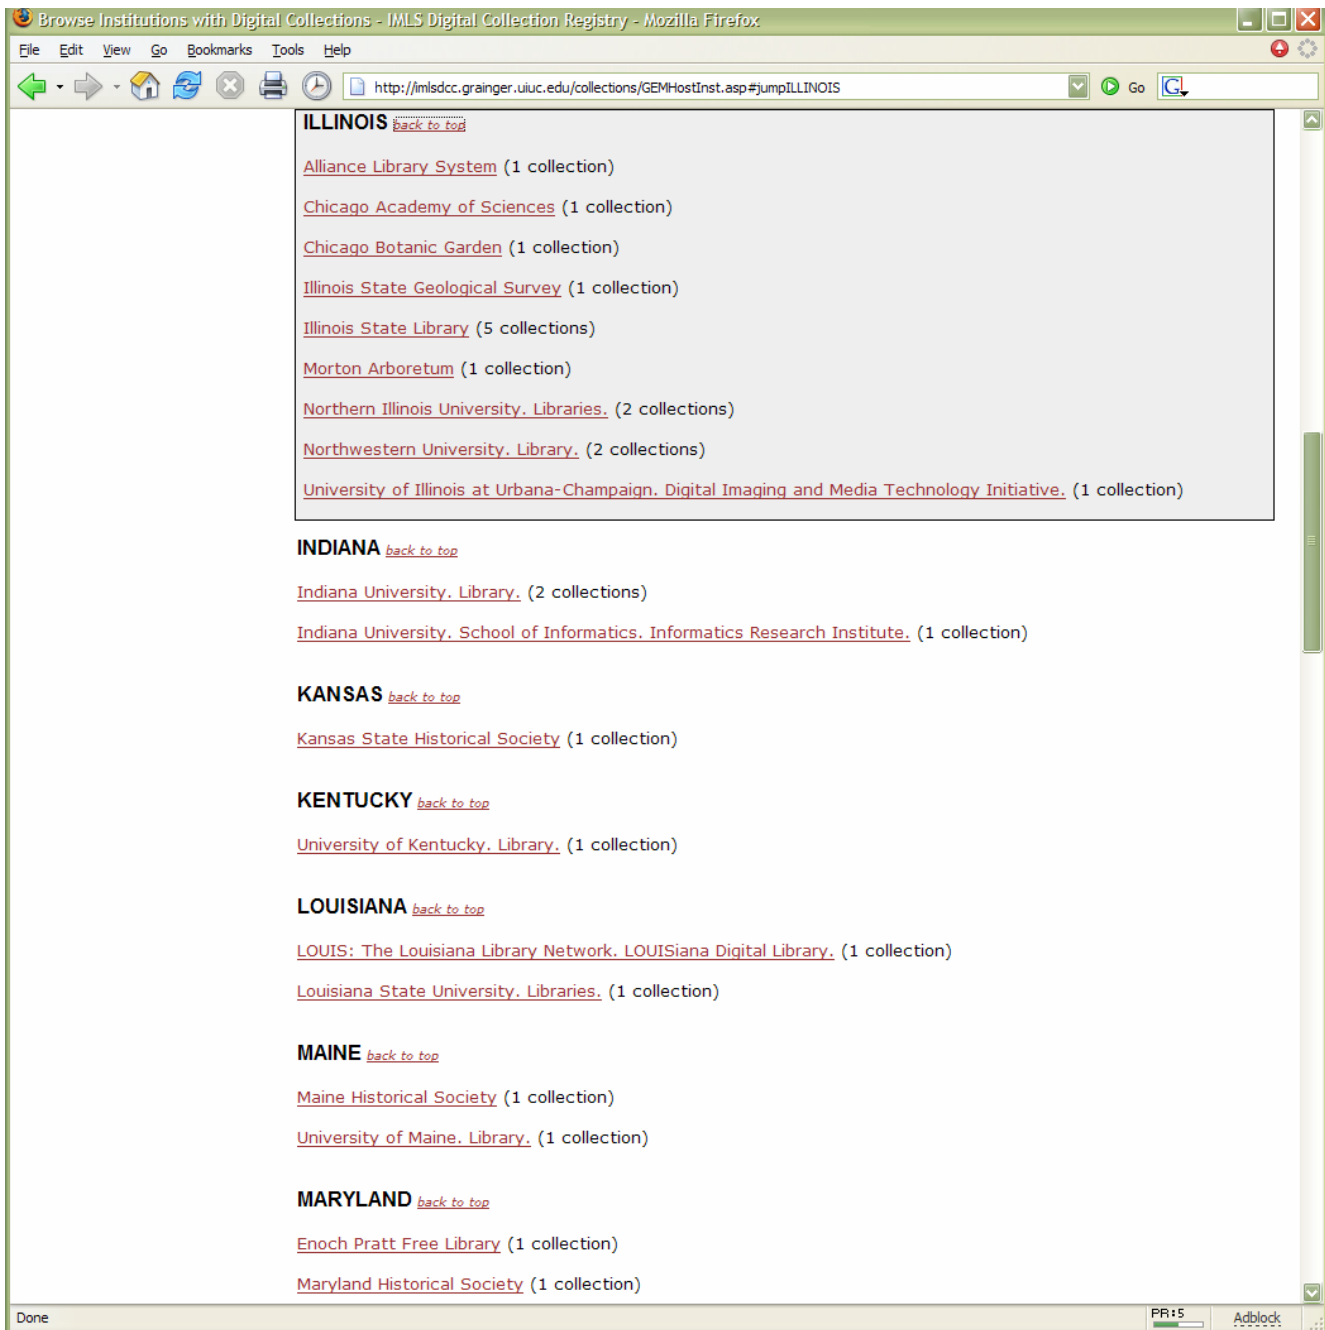 Browse Institutions with Digital Collections - IMLS Digital Collection Registry - Mozilla Firefox
File Edit View Go Bookmarks Tools Help
http://imlsdcc.grainger.uiuc.edu/collections/GEMHostInst.asp#jumpILLINOIS Go G
ILLINOIS back to top
Alliance Library System (1 collection)
Chicago Academy of Sciences (1 collection)
Chicago Botanic Garden (1 collection)
Illinois State Geological Survey (1 collection)
Illinois State Library (5 collections)
Morton Arboretum (1 collection)
Northern Illinois University. Libraries. (2 collections)
Northwestern University. Library. (2 collections)
University of Illinois at Urbana-Champaign. Digital Imaging and Media Technology Initiative. (1 collection)
INDIANA back to top
Indiana University. Library. (2 collections)
Indiana University. School of Informatics. Informatics Research Institute. (1 collection)
KANSAS back to top
Kansas State Historical Society (1 collection)
KENTUCKY back to top
University of Kentucky. Library. (1 collection)
LOUISIANA back to top
LOUIS: The Louisiana Library Network. LOUISiana Digital Library. (1 collection)
Louisiana State University. Libraries. (1 collection)
MAINE back to top
Maine Historical Society (1 collection)
University of Maine. Library. (1 collection)
MARYLAND back to top
Enoch Pratt Free Library (1 collection)
Maryland Historical Society (1 collection)
Done PR:5 Adblock